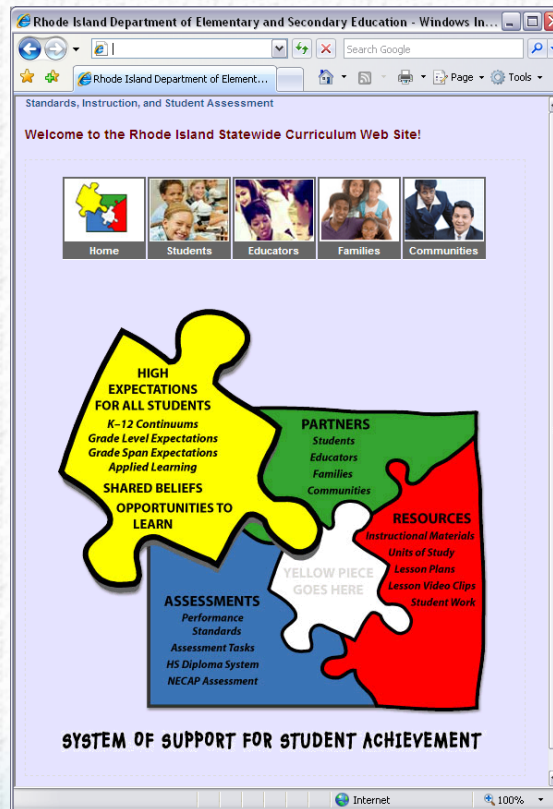 Rhode Island Department of Elementary and Secondary Education - Windows In...
Search Google
Rhode Island Department of Element...
Page
Tools
Standards, Instruction, and Student Assessment
Welcome to the Rhode Island Statewide Curriculum Web Site!
Home
Students
Educators
Families
Communities
HIGH
EXPECTATIONS
FOR ALL STUDENTS
K–12 Continuums
Grade Level Expectations
Grade Span Expectations
Applied Learning
SHARED BELIEFS
OPPORTUNITIES TO
LEARN
PARTNERS
Students
Educators
Families
Communities
RESOURCES
Instructional Materials
Units of Study
Lesson Plans
Lesson Video Clips
Student Work
YELLOW PIECE
GOES HERE
ASSESSMENTS
Performance
Standards
Assessment Tasks
HS Diploma System
NECAP Assessment
SYSTEM OF SUPPORT FOR STUDENT ACHIEVEMENT
Internet
100%